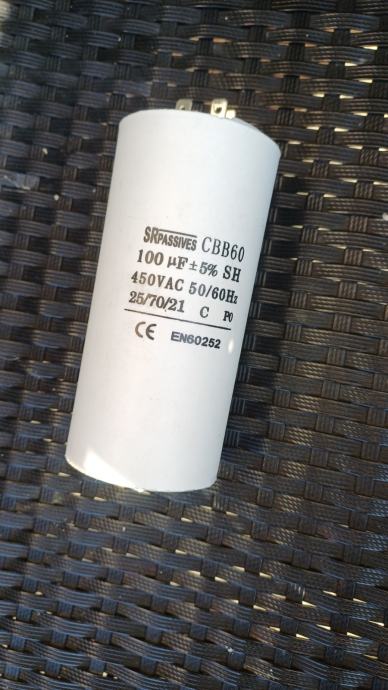 SRPASSIVES CBB60
100 µF ± 5% SH
450VAC 50/60Hz
25/70/21 C P0
CE EN60252